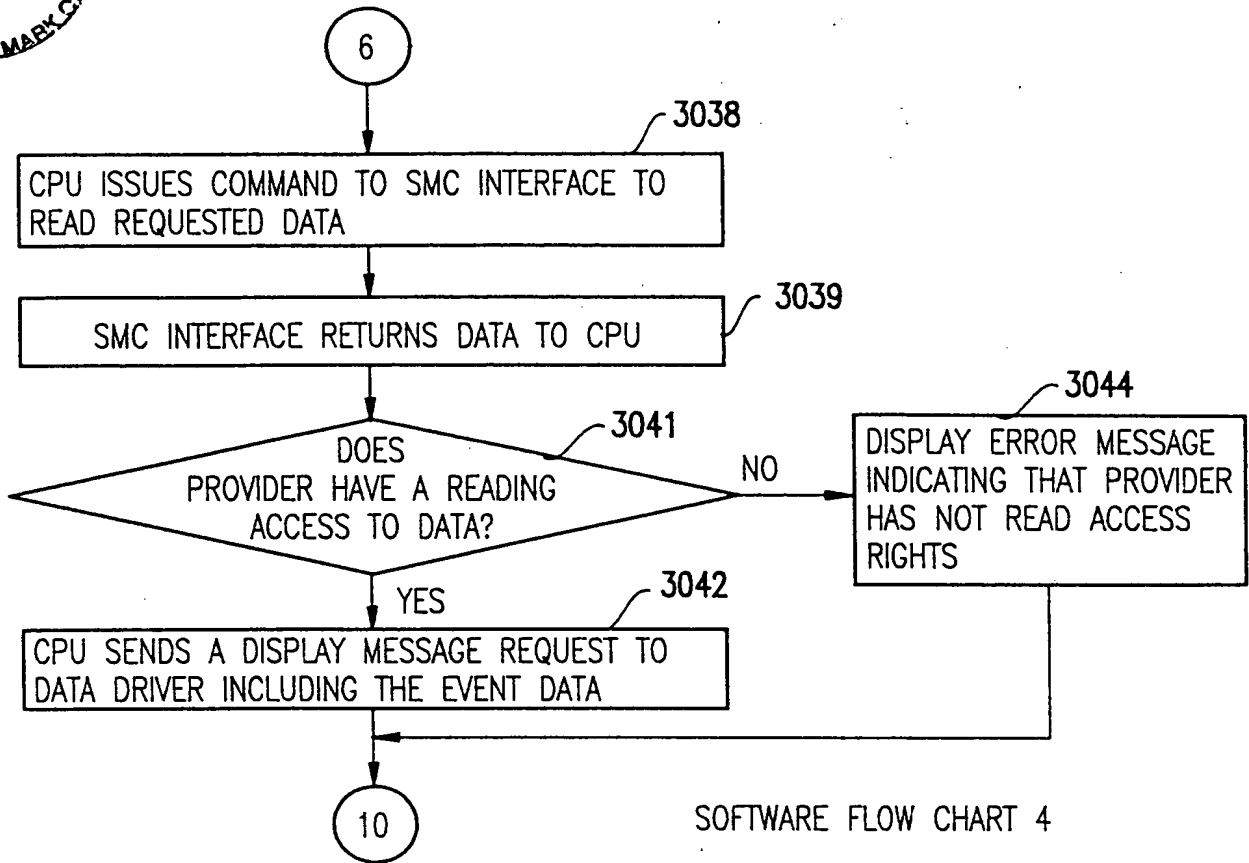 MARK
6
3038
CPU ISSUES COMMAND TO SMC INTERFACE TO
READ REQUESTED DATA
3039
SMC INTERFACE RETURNS DATA TO CPU
3041
DOES
PROVIDER HAVE A READING
ACCESS TO DATA?
NO
3044
DISPLAY ERROR MESSAGE
INDICATING THAT PROVIDER
HAS NOT READ ACCESS
RIGHTS
YES
3042
CPU SENDS A DISPLAY MESSAGE REQUEST TO
DATA DRIVER INCLUDING THE EVENT DATA
10
SOFTWARE FLOW CHART 4